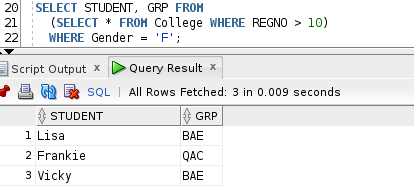 20 SELECT STUDENT, GRP FROM
21 (SELECT * FROM College WHERE REGNO > 10)
22 WHERE Gender = 'F';
Script Output x Query Result x
SQL | All Rows Fetched: 3 in 0.009 seconds
STUDENT GRP
1 Lisa BAE
2 Frankie QAC
3 Vicky BAE